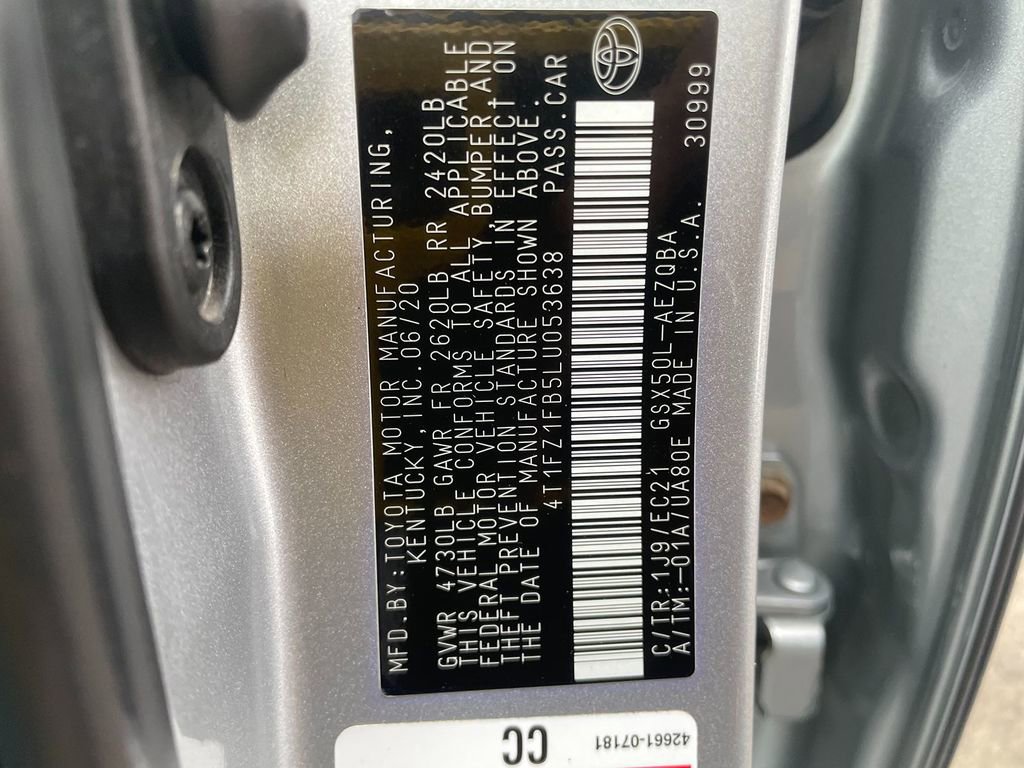 MFD.BY:TOYOTA MOTOR MANUFACTURING,
KENTUCKY,INC.06/20
GVWR 4730LB GAWR FR 2620LB RR 2420LB
THIS VEHICLE CONFORMS TO ALL APPLICABLE
FEDERAL MOTOR VEHICLE SAFETY,BUMPER,AND
THEFT PREVENTION STANDARDS IN EFFECT ON
THE DATE OF MANUFACTURE SHOWN ABOVE.
4T1FZ1FB5LU053638 PASS.CAR
C/TR:1J9/EC21 GSX50L-AEZQBA
A/TM:-01A/UA80E MADE IN U.S.A. 30999
CC
42661-07181